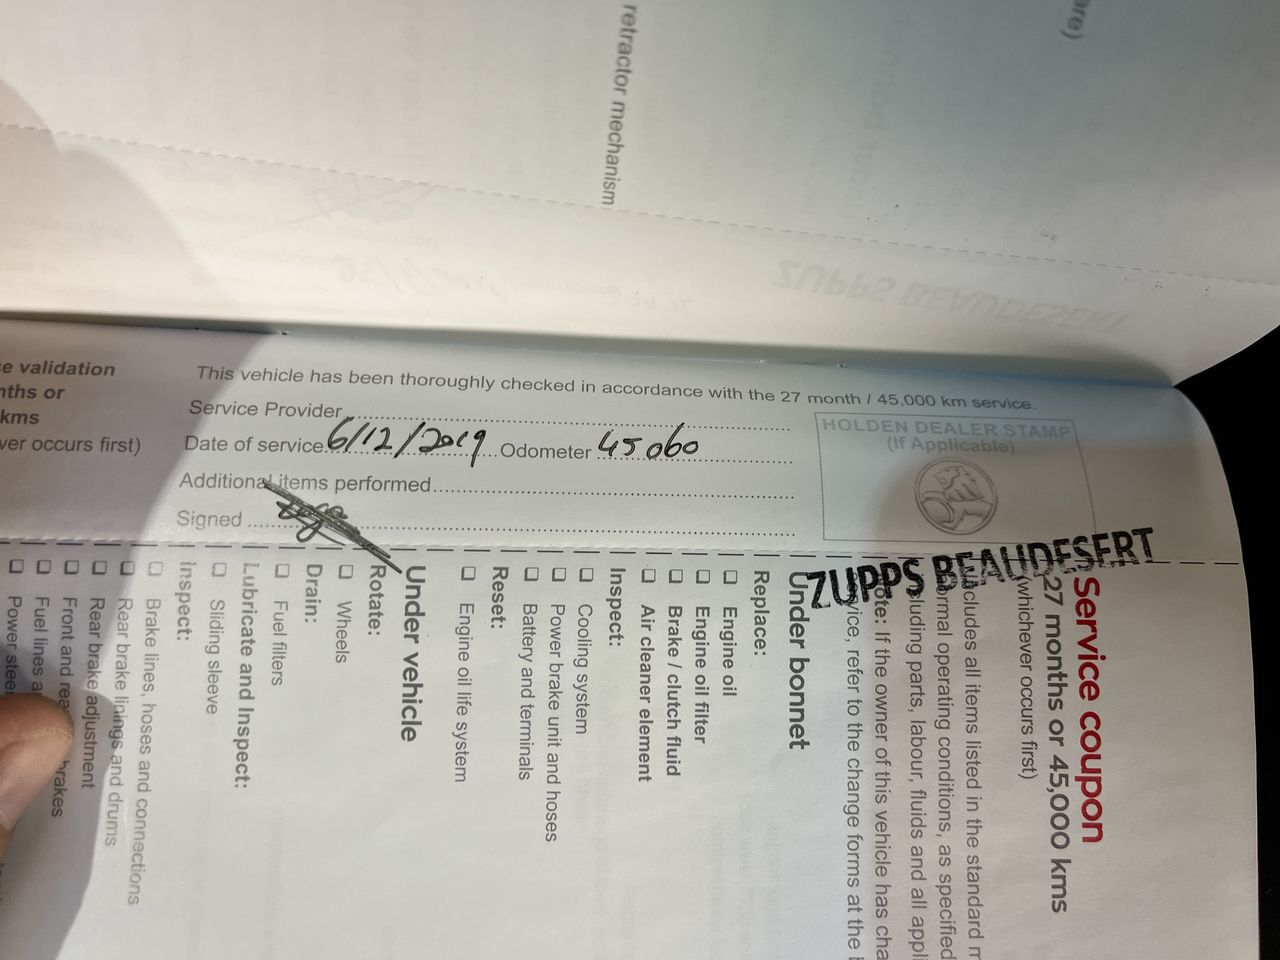 are)
retractor mechanism
ZUPPS BEAUDESERT
e validation
nths or
kms
ver occurs first)
This vehicle has been thoroughly checked in accordance with the 27 month / 45,000 km service.
Service Provider
Date of service 6/12/2019 Odometer 45060
Additional items performed
Signed
HOLDEN DEALER STAMP
(If Applicable)
ZUPPS BEAUDESERT
Service coupon
27 months or 45,000 kms
(whichever occurs first)
cludes all items listed in the standard m
rmal operating conditions, as specified
luding parts, labour, fluids and all appli
ote: If the owner of this vehicle has cha
vice, refer to the change forms at the
Under bonnet
Replace:
Engine oil
Engine oil filter
Brake / clutch fluid
Air cleaner element
Inspect:
Cooling system
Power brake unit and hoses
Battery and terminals
Reset:
Engine oil life system
Under vehicle
Rotate:
Wheels
Drain:
Fuel filters
Lubricate and Inspect:
Sliding sleeve
Inspect:
Brake lines, hoses and connections
Rear brake linings and drums
Rear brake adjustment
Front and rea brakes
Fuel lines a
Power steer